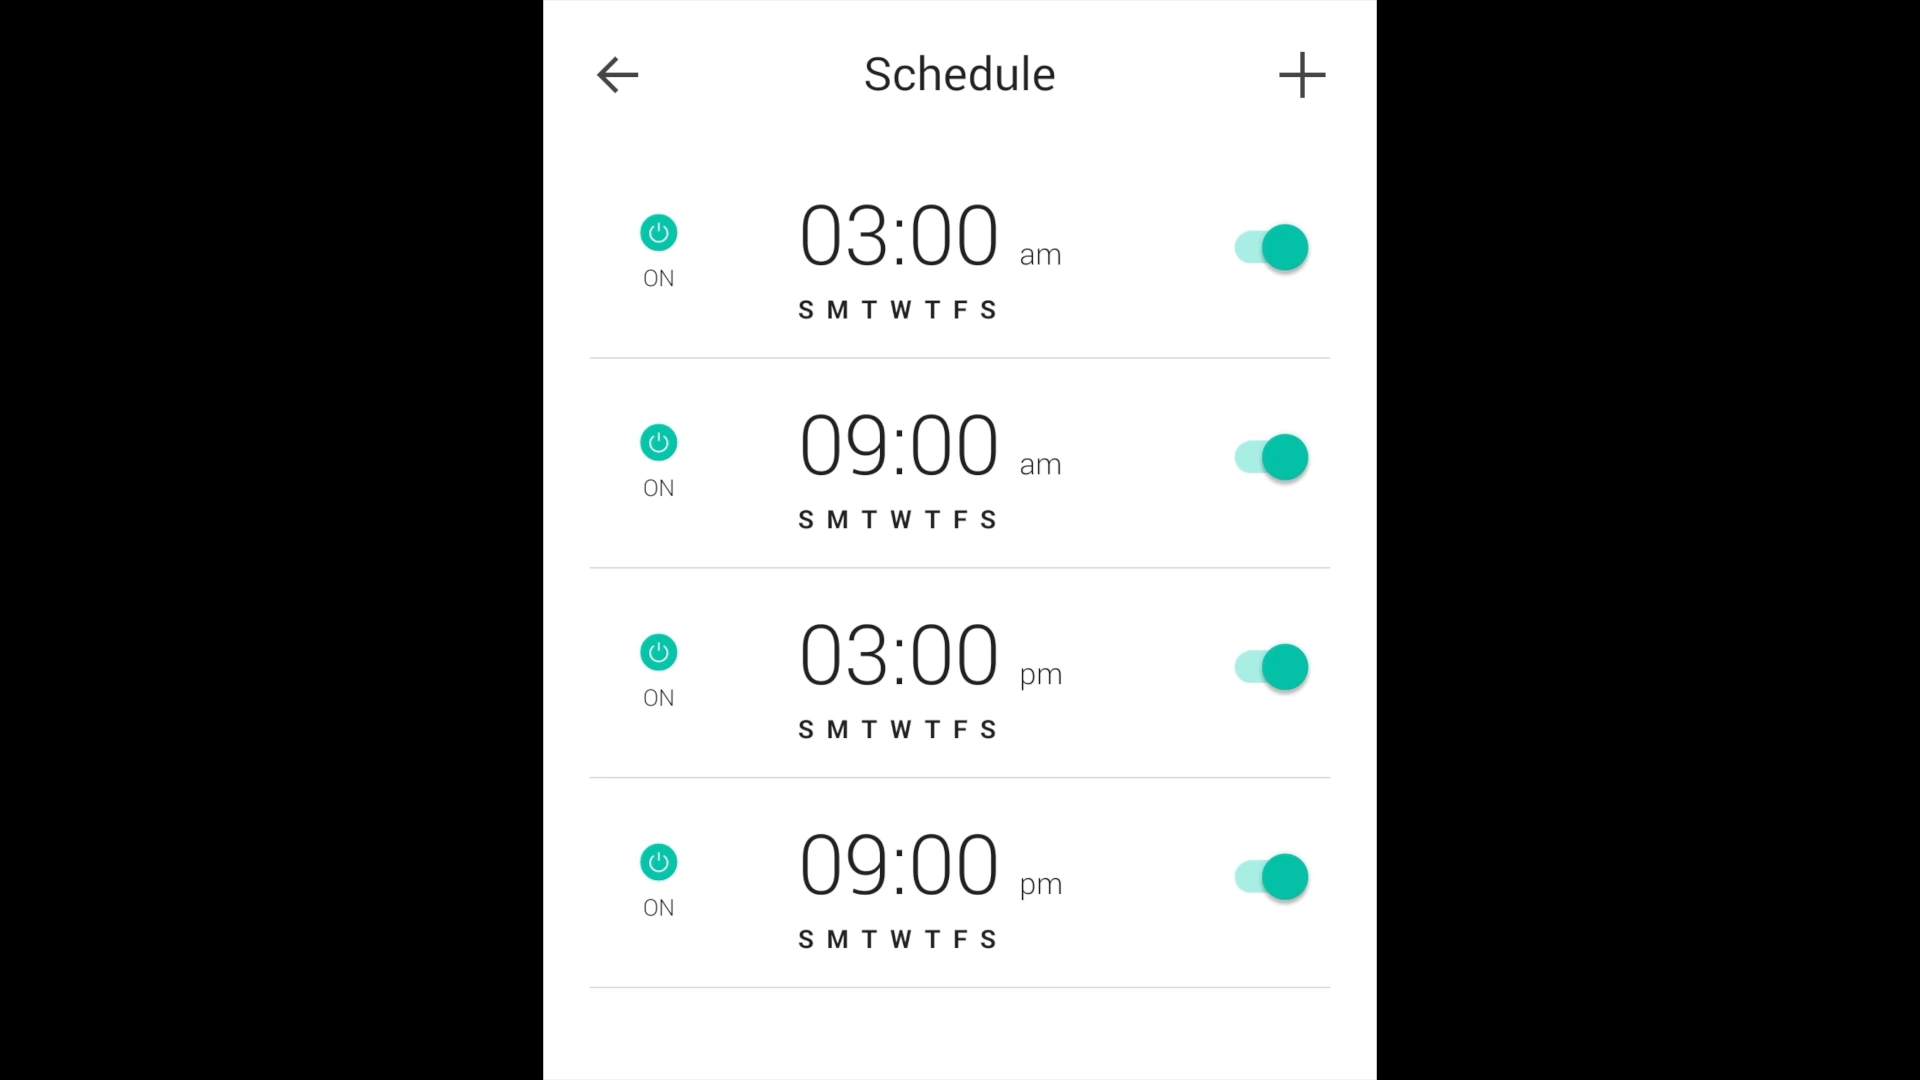 Schedule
03:00 am
ON
S M T W T F S
09:00 am
ON
S M T W T F S
03:00 pm
ON
S M T W T F S
09:00 pm
ON
S M T W T F S